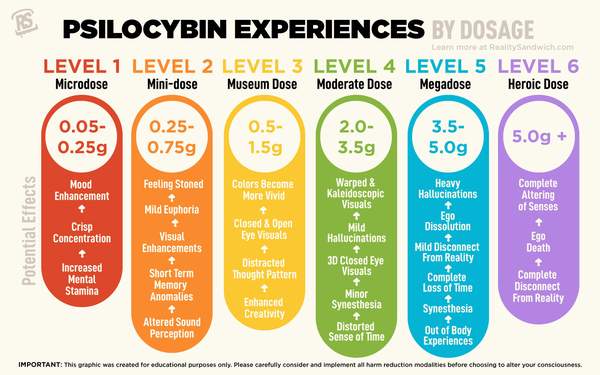 RS
PSILOCYBIN EXPERIENCES BY DOSAGE
Learn more at RealitySandwich.com
LEVEL 1
Microdose
0.05-
0.25g
Mood
Enhancement
Crisp
Concentration
Increased
Mental
Stamina
LEVEL 2
Mini-dose
0.25-
0.75g
Feeling Stoned
Mild Euphoria
Visual
Enhancements
Short Term
Memory
Anomalies
Altered Sound
Perception
LEVEL 3
Museum Dose
0.5-
1.5g
Colors Become
More Vivid
Closed & Open
Eye Visuals
Distracted
Thought Pattern
Enhanced
Creativity
LEVEL 4
Moderate Dose
2.0-
3.5g
Warped &
Kaleidoscopic
Visuals
Mild
Hallucinations
3D Closed Eye
Visuals
Minor
Synesthesia
Distorted
Sense of Time
LEVEL 5
Megadose
3.5-
5.0g
Heavy
Hallucinations
Ego
Dissolution
Mild Disconnect
From Reality
Complete
Loss of Time
Synesthesia
Out of Body
Experiences
LEVEL 6
Heroic Dose
5.0g +
Complete
Altering
of Senses
Ego
Death
Complete
Disconnect
From Reality
Potential Effects
IMPORTANT: This graphic was created for educational purposes only. Please carefully consider and implement all harm reduction modalities before choosing to alter your consciousness.